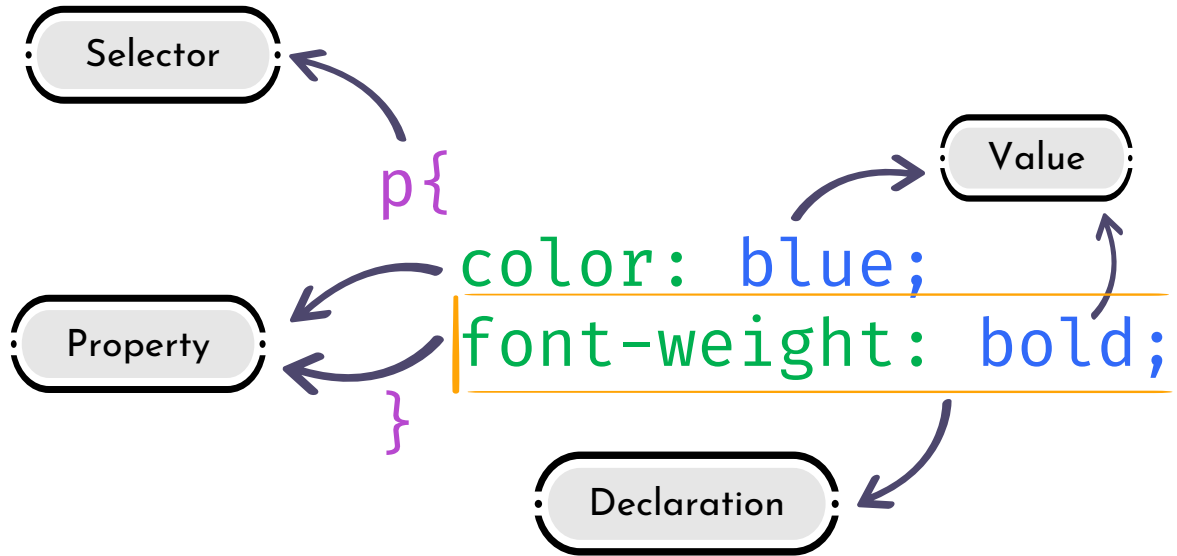 Selector
Value
p{
color: blue;
Property
font-weight: bold;
}
Declaration